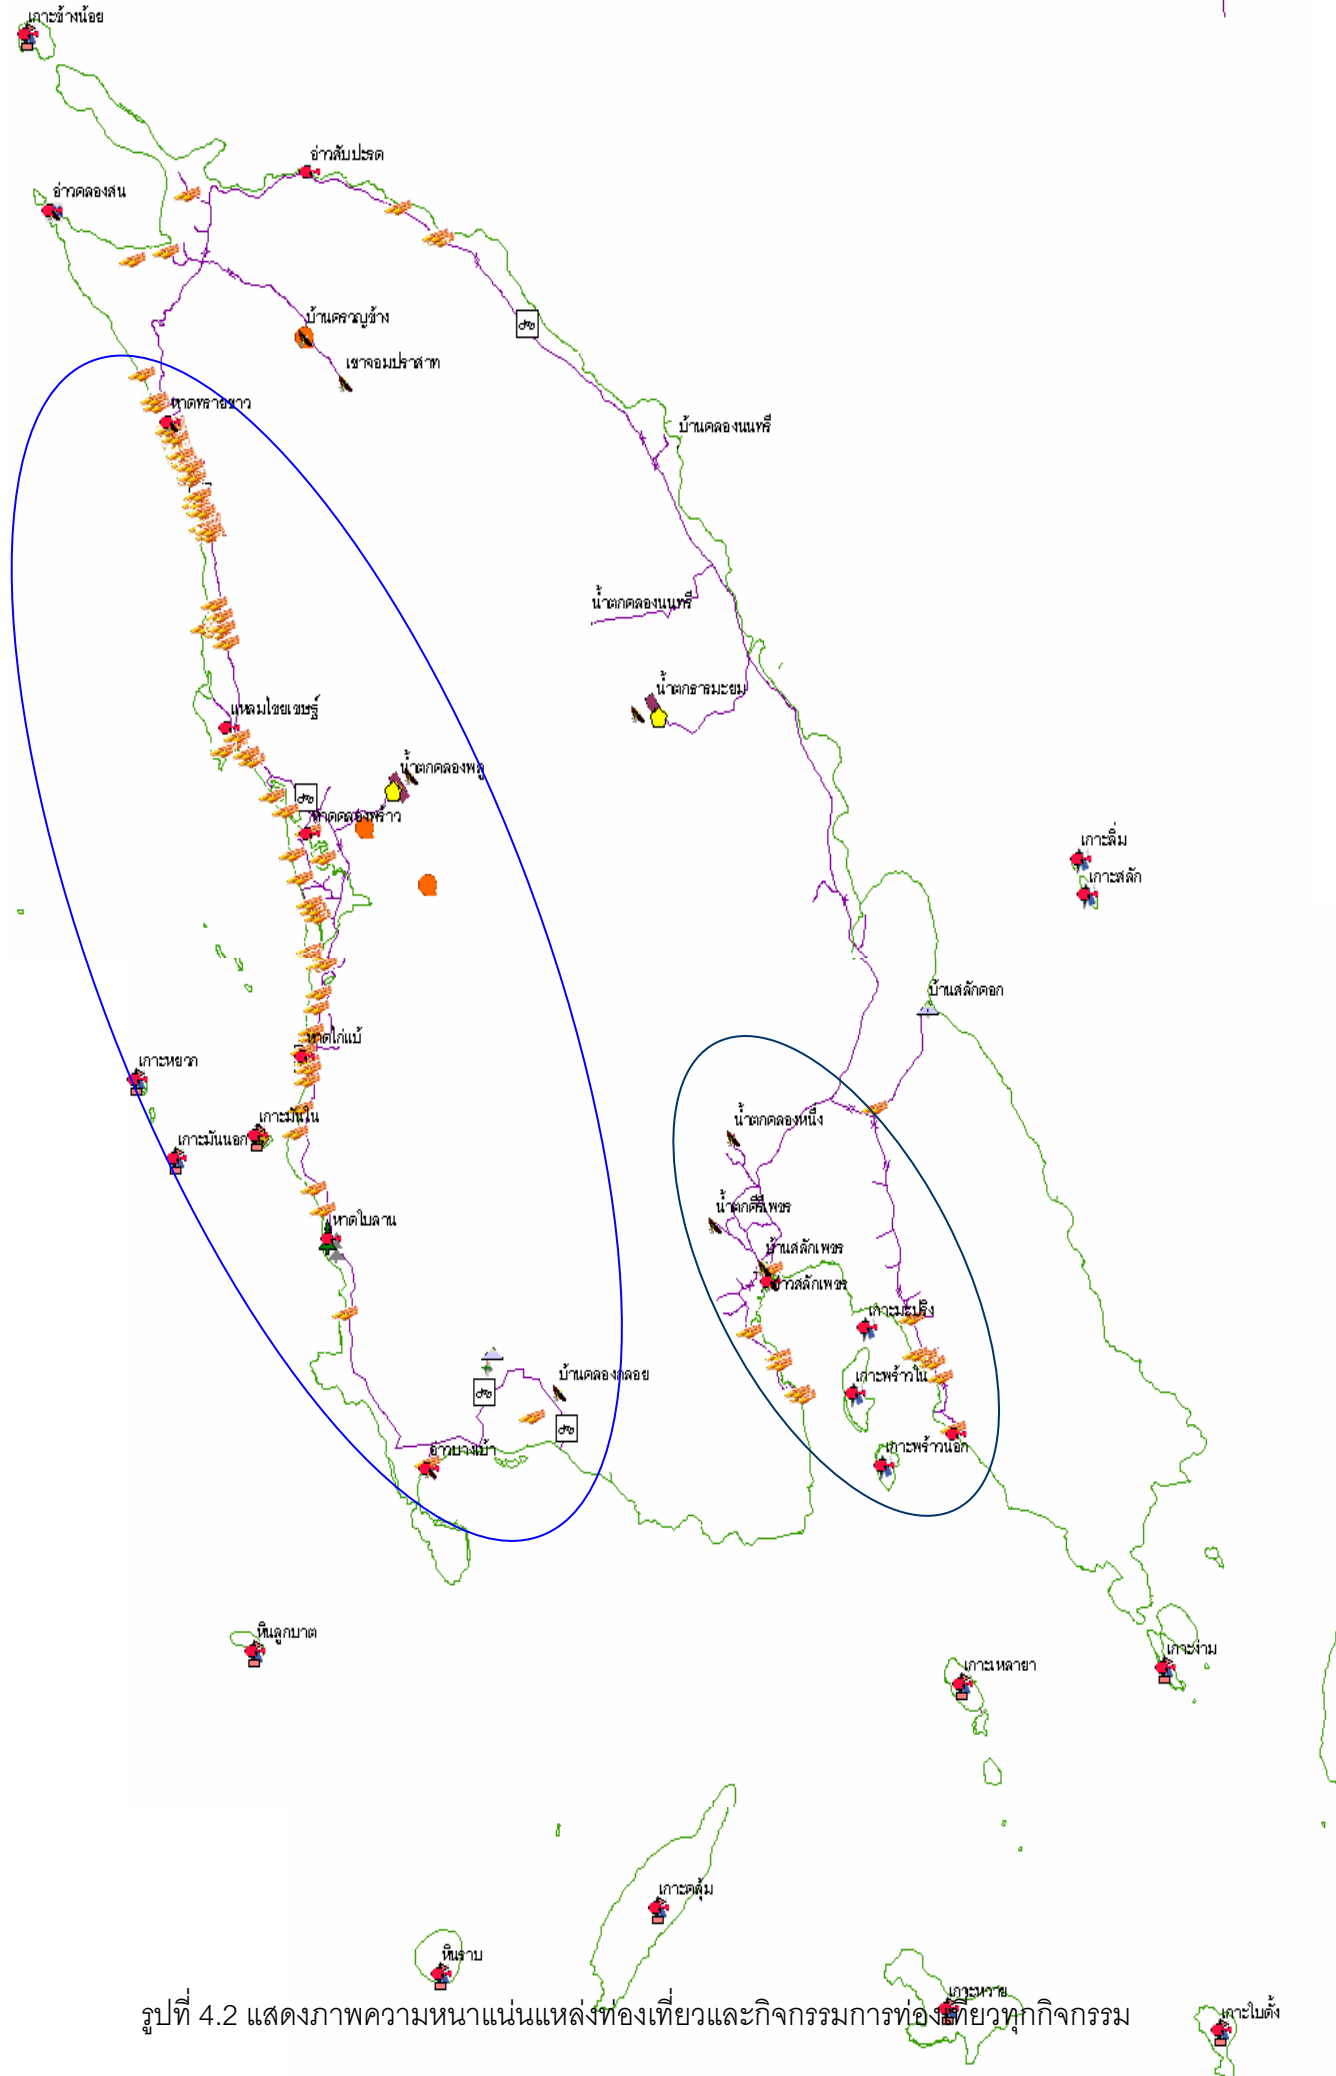 เกาะช้างน้อย
อ่าวสับปะรด
อ่าวคลองสน
บ้านควาญช้าง
เขาจอมปราสาท
หาดทรายขาว
บ้านคลองนนทรี
น้ำตกคลองนนทรี
น้ำตกธารมะยม
แหลมไชยเชษฐ์
น้ำตกคลองพลู
หาดคลองพร้าว
เกาะลิ่ม
เกาะสลัก
บ้านสลักคอก
หาดไก่แบ้
เกาะหยวก
เกาะมันใน
เกาะมันนอก
น้ำตกคลองหนึ่ง
น้ำตกคีรีเพชร
หาดใบลาน
บ้านสลักเพชร
อ่าวสลักเพชร
เกาะมะปริง
บ้านคลองกลอย
เกาะพร้าวใน
อ่าวบางเบ้า
เกาะพร้าวนอก
หินลูกบาต
เกาะง่าม
เกาะเหลายา
เกาะคลุ้ม
หินราบ
เกาะหวาย
เกาะใบดั้ง
รูปที่ 4.2 แสดงภาพความหนาแน่นแหล่งท่องเที่ยวและกิจกรรมการท่องเที่ยวทุกกิจกรรม